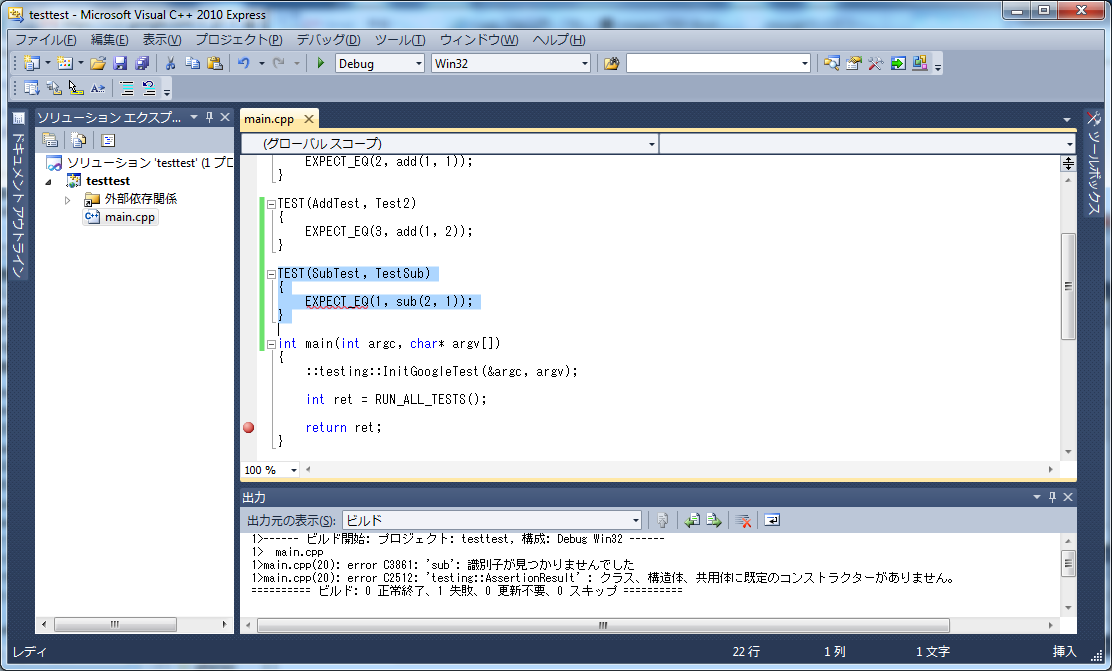 testtest - Microsoft Visual C++ 2010 Express
ファイル(F) 編集(E) 表示(V) プロジェクト(P) デバッグ(D) ツール(T) ウィンドウ(W) ヘルプ(H)
Debug Win32
ドキュメント アウトライン
ソリューション エクスプ...
ソリューション 'testtest' (1 プロ
testtest
外部依存関係
main.cpp
main.cpp
(グローバル スコープ)
EXPECT_EQ(2, add(1, 1));
}
TEST(AddTest, Test2)
{
EXPECT_EQ(3, add(1, 2));
}
TEST(SubTest, TestSub)
{
EXPECT_EQ(1, sub(2, 1));
}
int main(int argc, char* argv[])
{
::testing::InitGoogleTest(&argc, argv);
int ret = RUN_ALL_TESTS();
return ret;
}
100 %
ツールボックス
出力
出力元の表示(S): ビルド
1>------ ビルド開始: プロジェクト: testtest, 構成: Debug Win32 ------
1>  main.cpp
1>main.cpp(20): error C3861: 'sub': 識別子が見つかりませんでした
1>main.cpp(20): error C2512: 'testing::AssertionResult' : クラス、構造体、共用体に既定のコンストラクターがありません。
========== ビルド: 0 正常終了、1 失敗、0 更新不要、0 スキップ ==========
レディ 22 行 1 列 1 文字 挿入